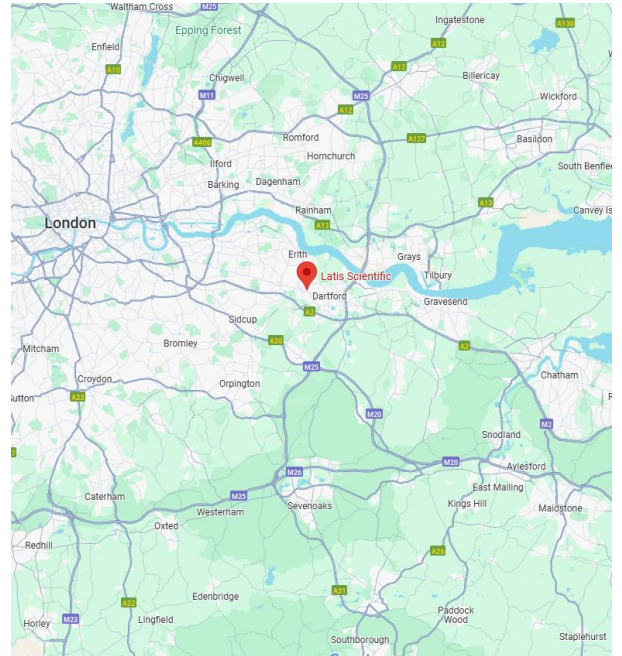 Waltham Cross
M25
Ingatestone
A130
Epping Forest
Enfield
A12
A10
Chigwell
A12
Billericay
M11
M25
Wickford
A12
A406
Romford
A127
Basildon
Ilford
Hornchurch
South Benflee
Barking
Dagenham
Rainham
A13
Canvey Is
London
A13
Erith
Grays
Latis Scientific
Tilbury
Dartford
Gravesend
A2
Sidcup
A20
A2
Mitcham
Bromley
M25
Chatham
Croydon
Orpington
utton
A23
M20
M2
Snodland
M20
Aylesford
M26
East Malling
Caterham
M25
Sevenoaks
Kings Hill
Westerham
Maidstone
Oxted
Redhill
A26
A21
Edenbridge
A22
Paddock
Wood
M23
Lingfield
Horley
Southborough
Staplehurst